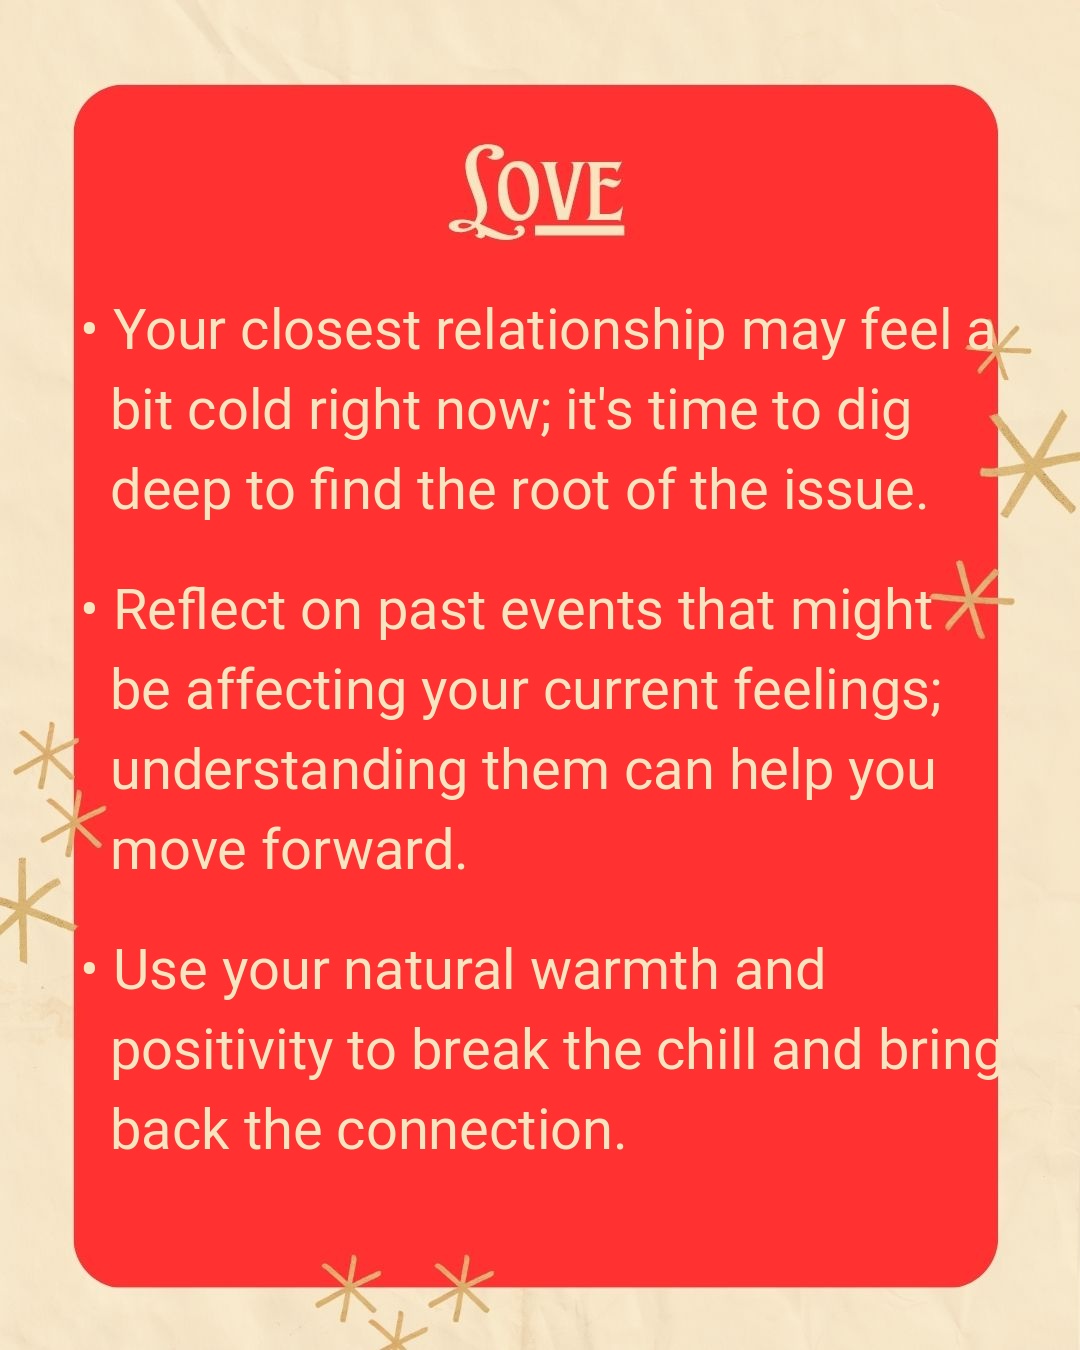 LOVE
• Your closest relationship may feel a
bit cold right now; it's time to dig
deep to find the root of the issue.
• Reflect on past events that might
be affecting your current feelings;
understanding them can help you
move forward.
• Use your natural warmth and
positivity to break the chill and bring
back the connection.